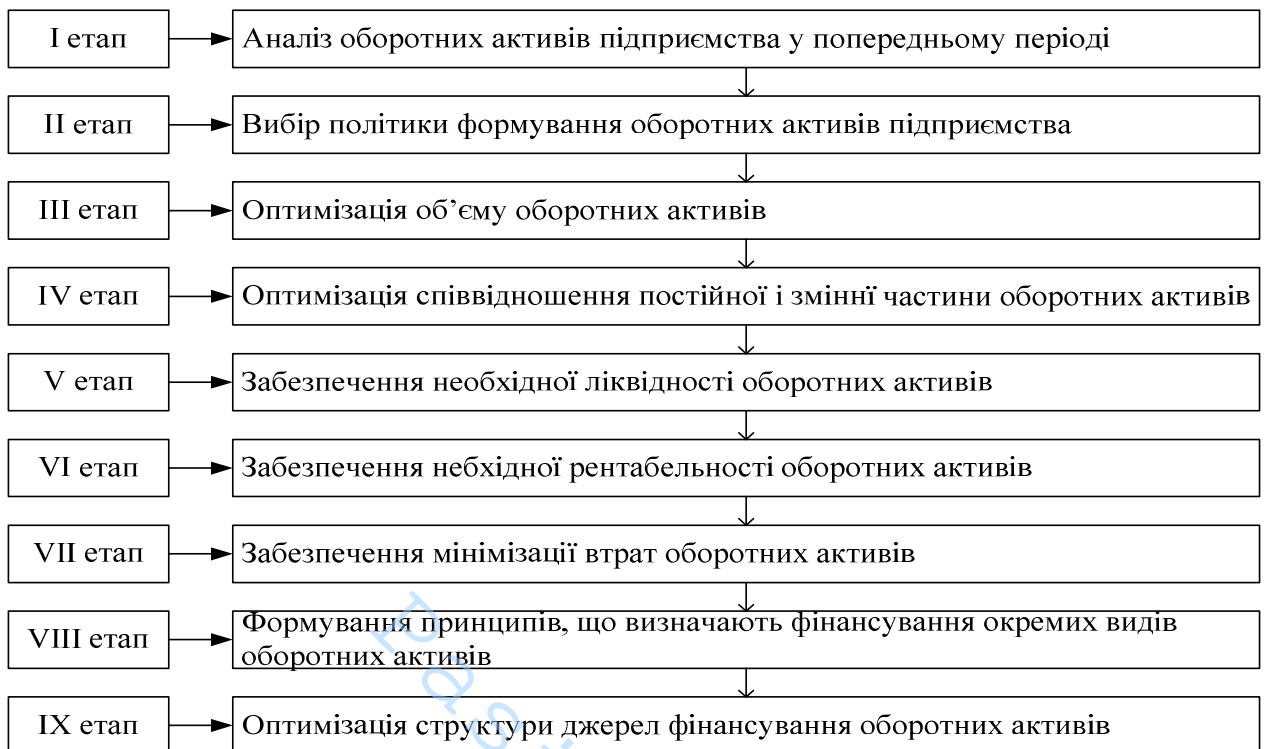 I етап
Аналіз оборотних активів підприємства у попередньому періоді
II етап
Вибір політики формування оборотних активів підприємства
III етап
Оптимізація об’єму оборотних активів
IV етап
Оптимізація співвідношення постійної і змінні частини оборотних активів
V етап
Забезпечення необхідної ліквідності оборотних активів
VI етап
Забезпечення небхідної рентабельності оборотних активів
VII етап
Забезпечення мінімізації втрат оборотних активів
VIII етап
Формування принципів, що визначають фінансування окремих видів
оборотних активів
IX етап
Оптимізація структури джерел фінансування оборотних активів